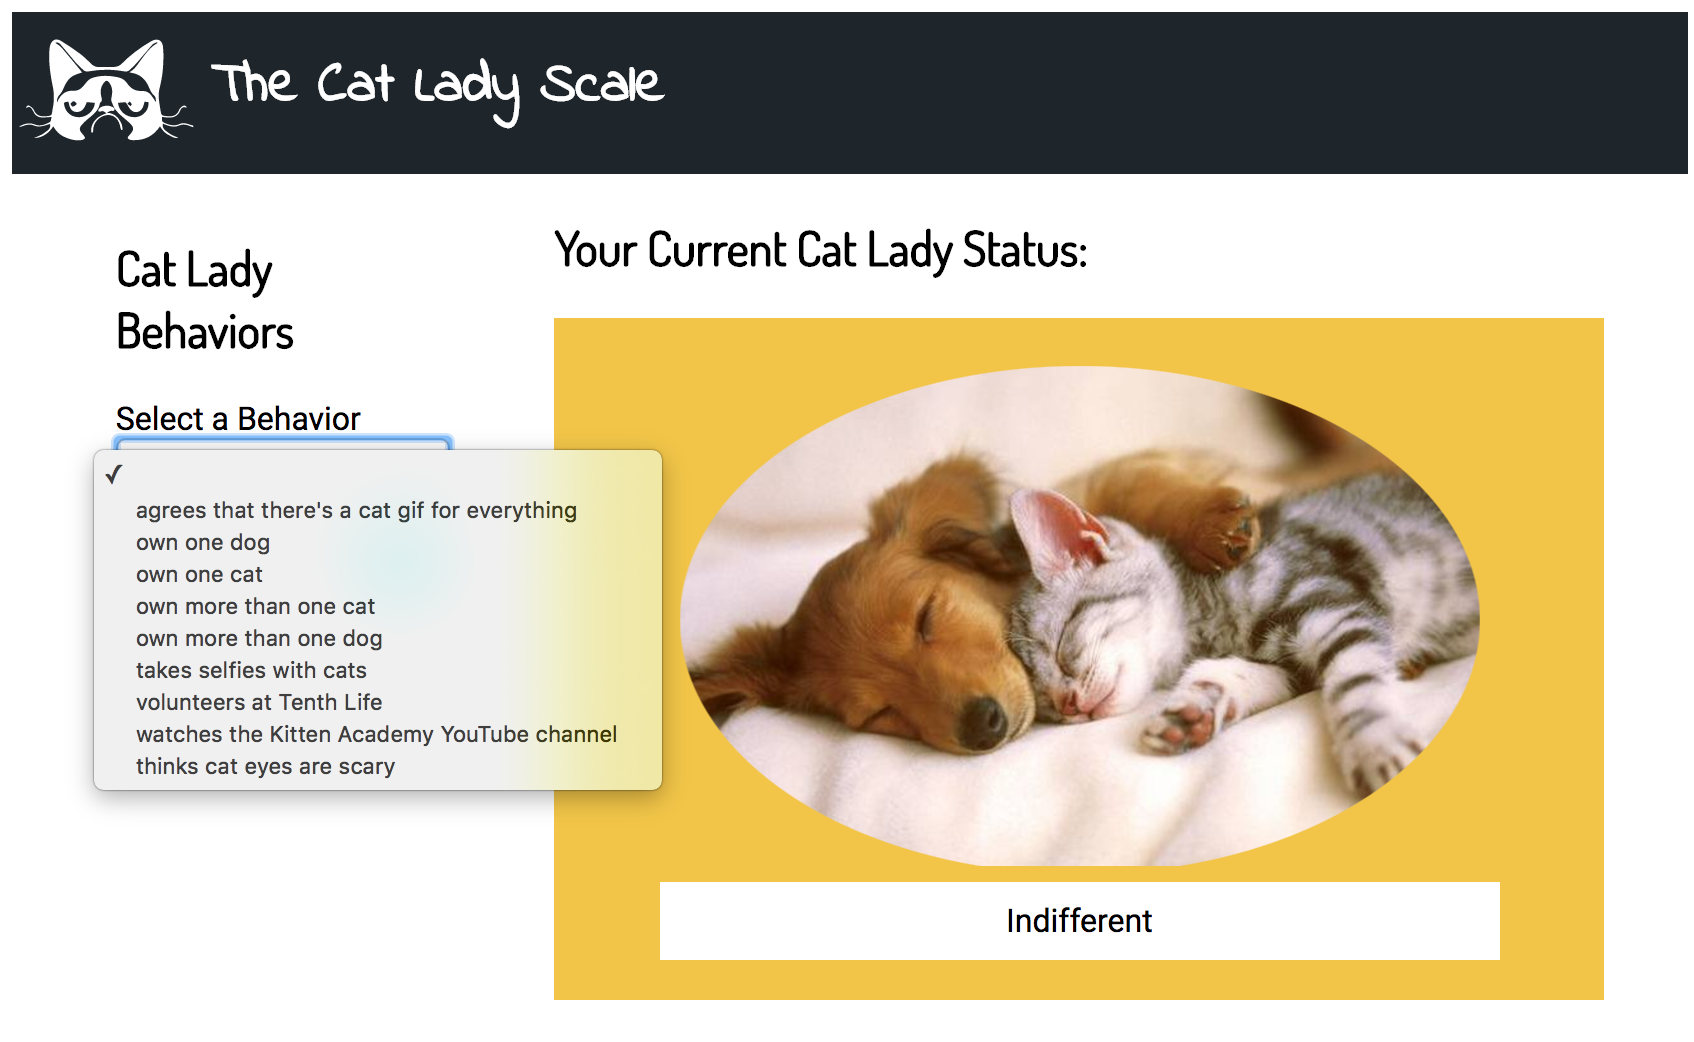 The Cat Lady Scale
Cat Lady
Behaviors
Select a Behavior
✓
agrees that there's a cat gif for everything
own one dog
own one cat
own more than one cat
own more than one dog
takes selfies with cats
volunteers at Tenth Life
watches the Kitten Academy YouTube channel
thinks cat eyes are scary
Your Current Cat Lady Status:
Indifferent